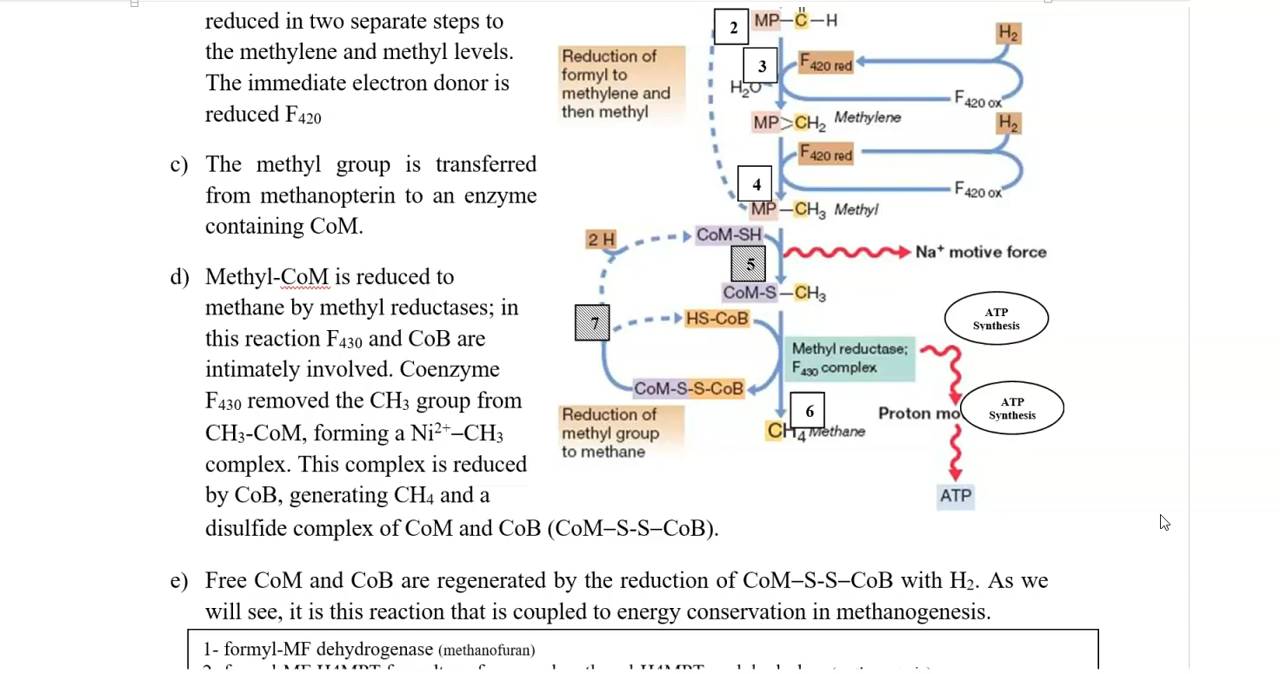 reduced in two separate steps to
the methylene and methyl levels.
The immediate electron donor is
reduced F420
c) The methyl group is transferred
from methanopterin to an enzyme
containing CoM.
d) Methyl-CoM is reduced to
methane by methyl reductases; in
this reaction F430 and CoB are
intimately involved. Coenzyme
F430 removed the CH3 group from
CH3-CoM, forming a Ni2+–CH3
complex. This complex is reduced
by CoB, generating CH4 and a
disulfide complex of CoM and CoB (CoM–S-S–CoB).
2
MP–C–H
H2
Reduction of
formyl to
methylene and
then methyl
3
F420 red
H2O
F420 ox
MP>CH2 Methylene
H2
F420 red
4
F420 ox
MP–CH3 Methyl
2 H
CoM-SH
5
Na+ motive force
CoM-S–CH3
7
HS-CoB
ATP
Synthesis
Methyl reductase;
F430 complex
CoM-S-S-CoB
6
Proton mo
ATP
Synthesis
Reduction of
methyl group
to methane
CH4 Methane
ATP
e) Free CoM and CoB are regenerated by the reduction of CoM–S-S–CoB with H2. As we
will see, it is this reaction that is coupled to energy conservation in methanogenesis.
1- formyl-MF dehydrogenase (methanofuran)